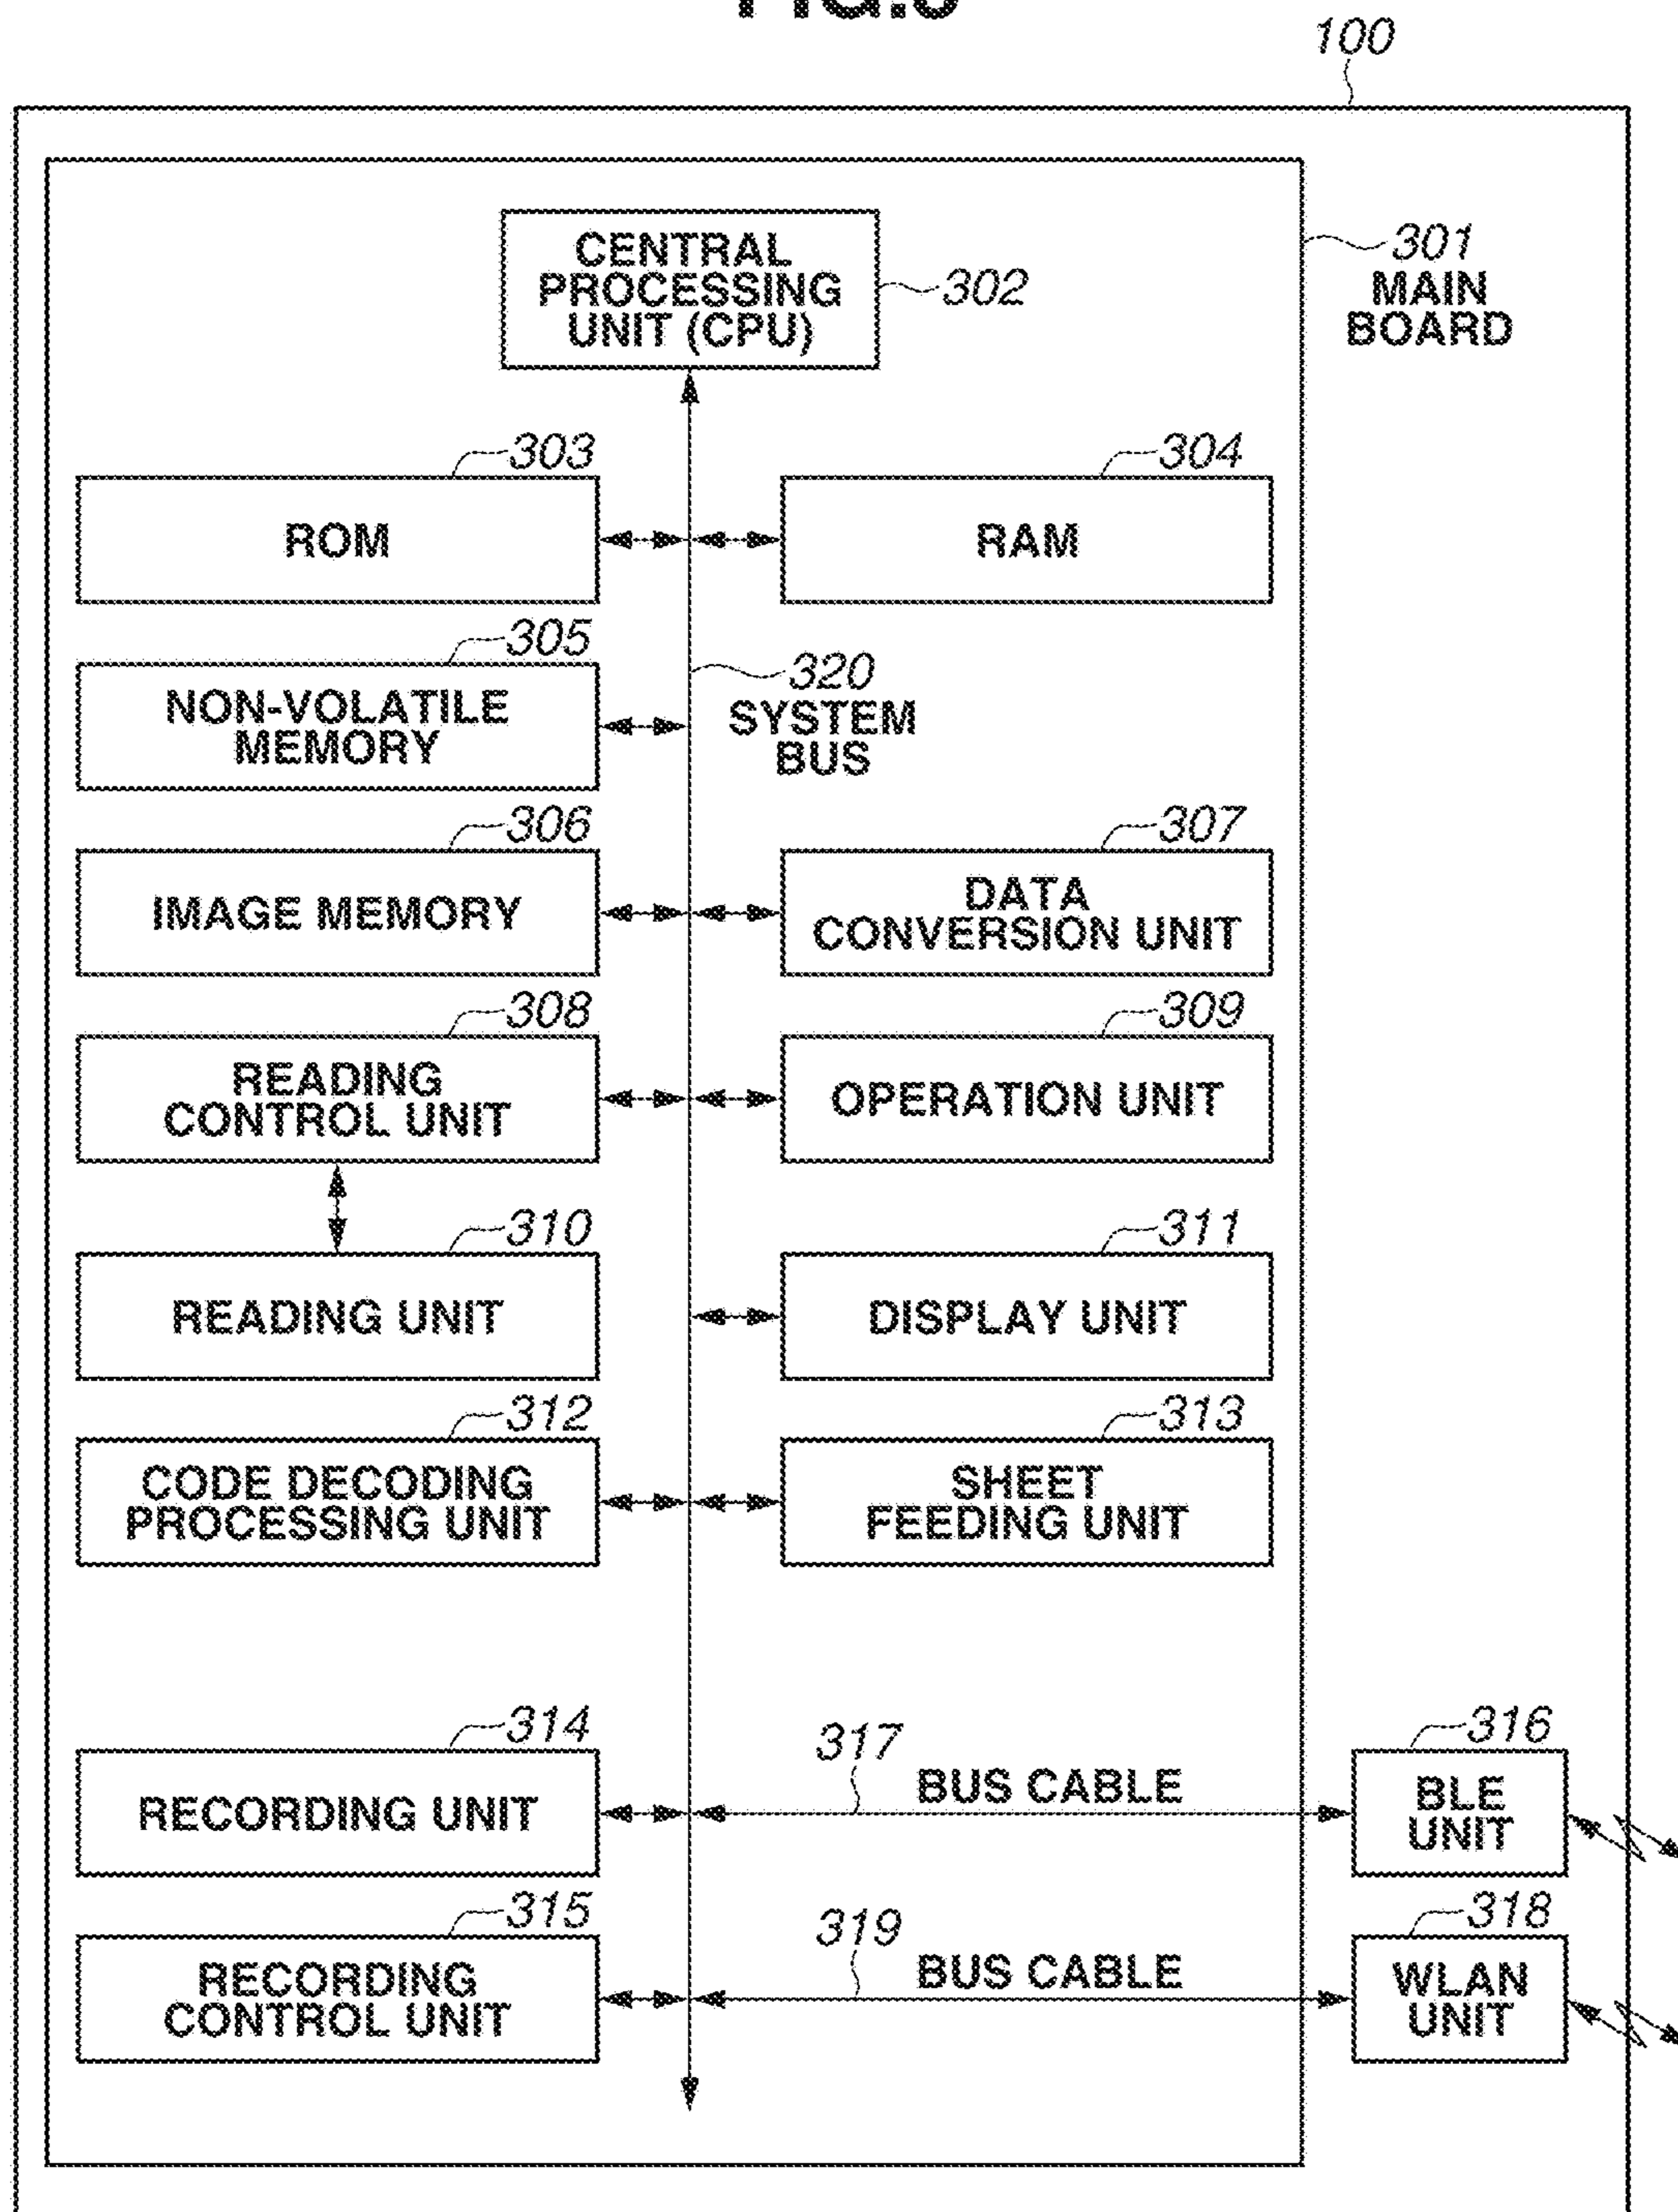 100
301
MAIN
BOARD
CENTRAL
PROCESSING
UNIT (CPU)
302
303
ROM
304
RAM
305
NON-VOLATILE
MEMORY
320
SYSTEM
BUS
306
IMAGE MEMORY
307
DATA
CONVERSION UNIT
308
READING
CONTROL UNIT
309
OPERATION UNIT
310
READING UNIT
311
DISPLAY UNIT
312
CODE DECODING
PROCESSING UNIT
313
SHEET
FEEDING UNIT
314
RECORDING UNIT
317
BUS CABLE
316
BLE
UNIT
315
RECORDING
CONTROL UNIT
319
BUS CABLE
318
WLAN
UNIT